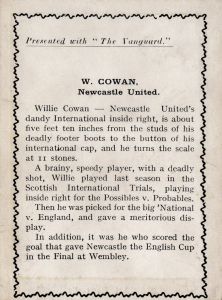 Presented with "The Vanguard."
W. COWAN,
Newcastle United.
Willie Cowan — Newcastle United's
dandy International inside right, is about
five feet ten inches from the studs of his
deadly footer boots to the button of his
international cap, and he turns the scale
at 11 stones.
A brainy, speedy player, with a deadly
shot, Willie played last season in the
Scottish International Trials, playing
inside right for the Possibles v. Probables.
Then he was picked for the big 'National
v. England, and gave a meritorious dis-
play.
In addition, it was he who scored the
goal that gave Newcastle the English Cup
in the Final at Wembley.